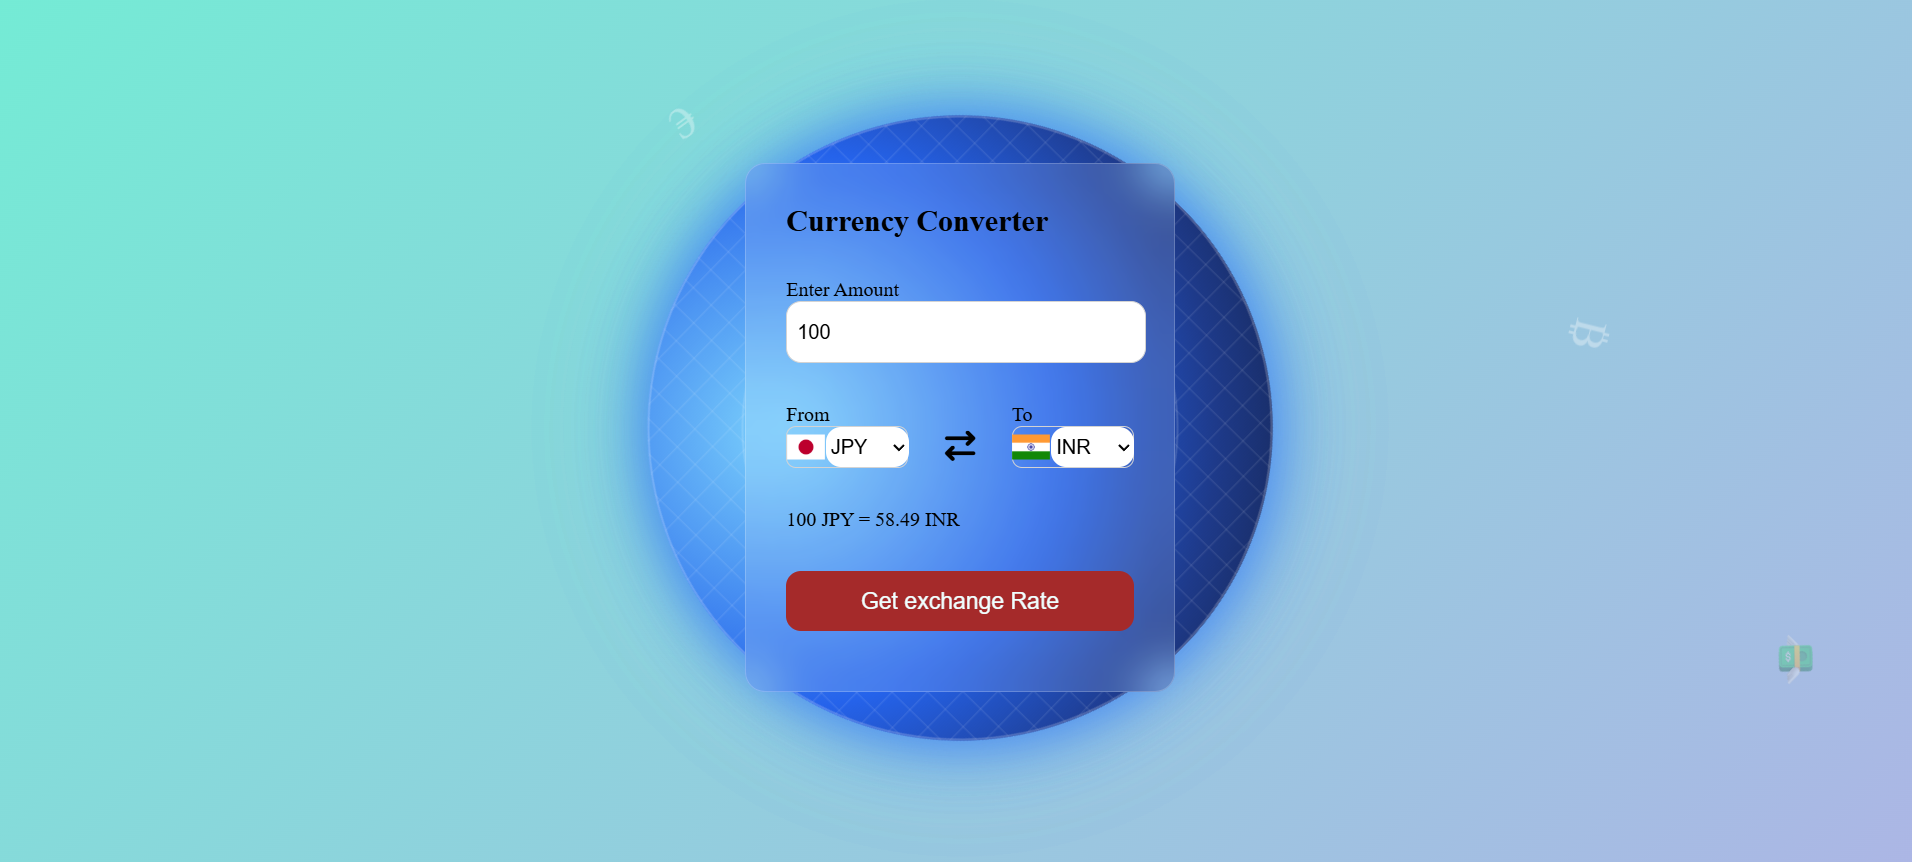 Currency Converter
Enter Amount
100
From
To
JPY
INR
100 JPY = 58.49 INR
Get exchange Rate
€
₿